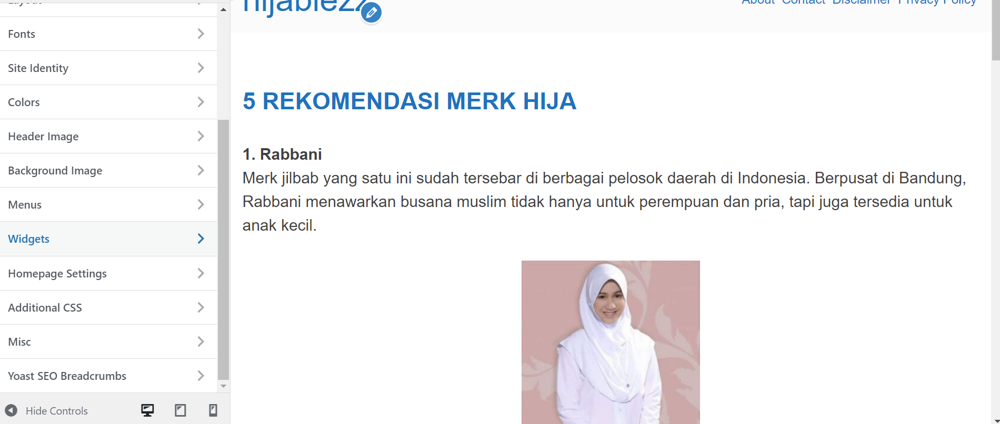 Layout
Fonts
Site Identity
Colors
Header Image
Background Image
Menus
Widgets
Homepage Settings
Additional CSS
Misc
Yoast SEO Breadcrumbs
Hide Controls
hijablezz
About Contact Disclaimer Privacy Policy
5 REKOMENDASI MERK HIJA
1. Rabbani
Merk jilbab yang satu ini sudah tersebar di berbagai pelosok daerah di Indonesia. Berpusat di Bandung,
Rabbani menawarkan busana muslim tidak hanya untuk perempuan dan pria, tapi juga tersedia untuk
anak kecil.